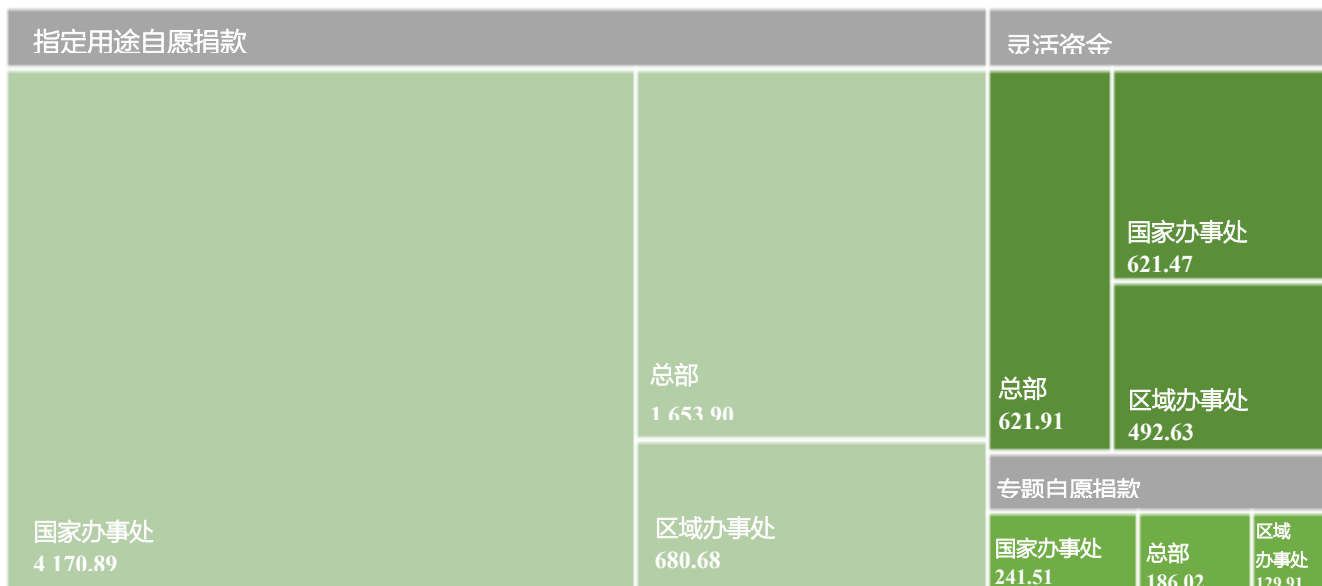 指定用途自愿捐款
国家办事处
4 170.89
总部
1 653.90
区域办事处
680.68
灵活资金
总部
621.91
国家办事处
621.47
区域办事处
492.63
专题自愿捐款
国家办事处
241.51
总部
186.02
区域
办事处
129.91